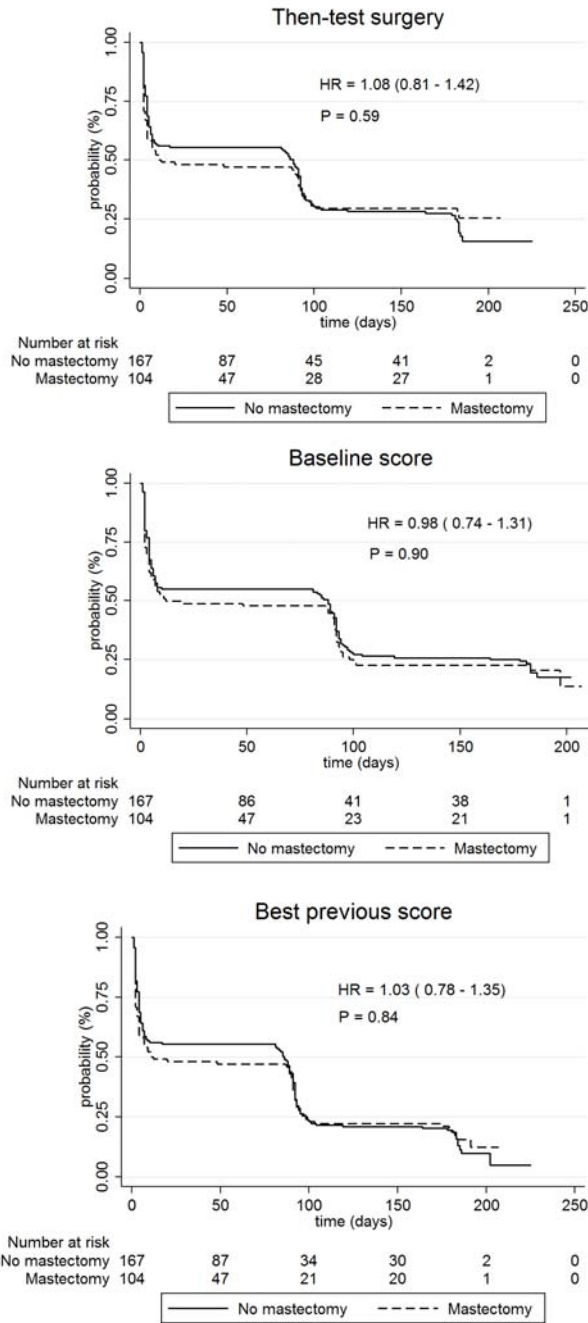 Then-test surgery
HR = 1.08 (0.81 - 1.42)
P = 0.59
probability (%)
1.00
0.75
0.50
0.25
0.00
0 50 100 150 200 250
time (days)
Number at risk
No mastectomy 167 87 45 41 2 0
Mastectomy 104 47 28 27 1 0
No mastectomy Mastectomy
Baseline score
HR = 0.98 ( 0.74 - 1.31)
P = 0.90
probability (%)
1.00
0.75
0.50
0.25
0.00
0 50 100 150 200
time (days)
Number at risk
No mastectomy 167 86 41 38 1
Mastectomy 104 47 23 21 1
No mastectomy Mastectomy
Best previous score
HR = 1.03 ( 0.78 - 1.35)
P = 0.84
probability (%)
1.00
0.75
0.50
0.25
0.00
0 50 100 150 200 250
time (days)
Number at risk
No mastectomy 167 87 34 30 2 0
Mastectomy 104 47 21 20 1 0
No mastectomy Mastectomy